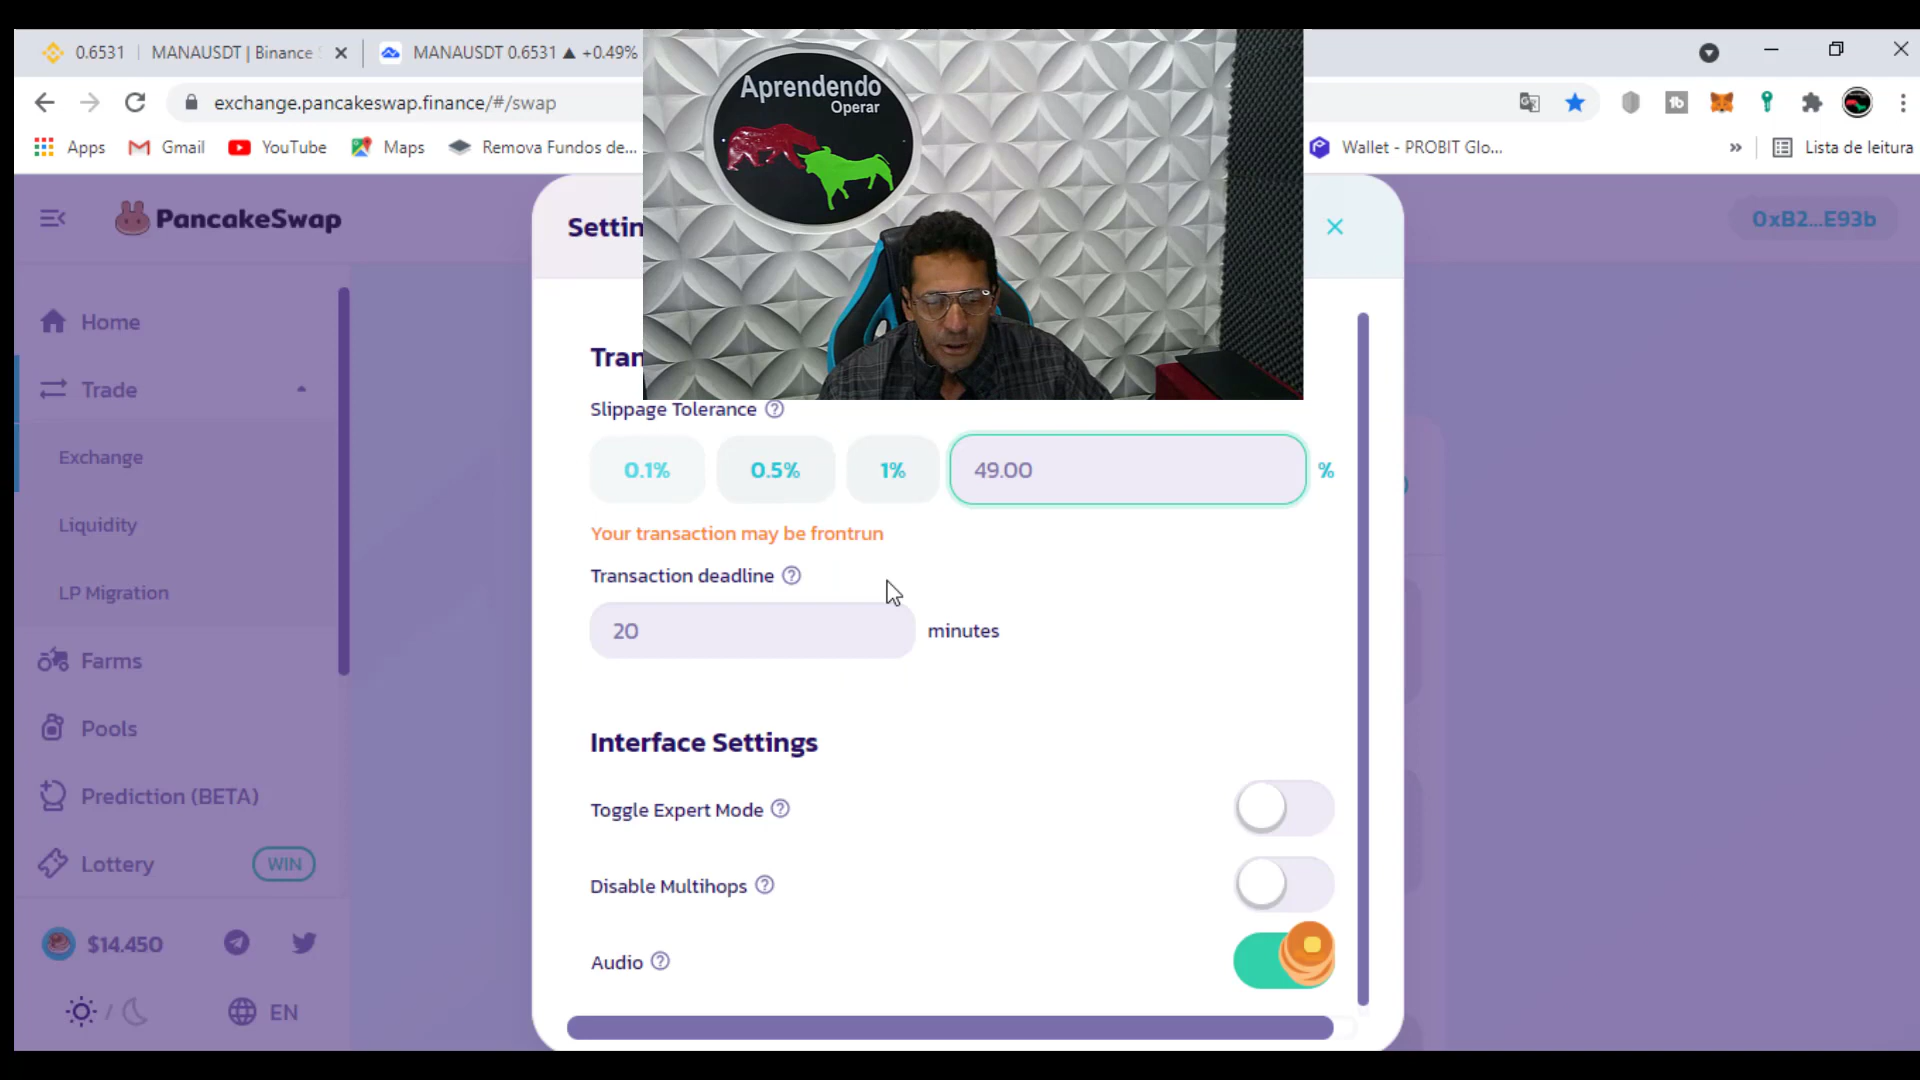 0.6531 MANAUSDT | Binance
MANAUSDT 0.6531 ▲ +0.49%
exchange.pancakeswap.finance/#/swap
Apps Gmail YouTube Maps Remova Fundos de... Wallet - PROBIT Glo... » Lista de leitura
Aprendendo
Operar
PancakeSwap
0xB2...E93b
Home
Trade
Exchange
Liquidity
LP Migration
Farms
Pools
Prediction (BETA)
Lottery WIN
$14.450
EN
Settin
Tran
Slippage Tolerance
0.1% 0.5% 1% 49.00 %
Your transaction may be frontrun
Transaction deadline
20 minutes
Interface Settings
Toggle Expert Mode
Disable Multihops
Audio